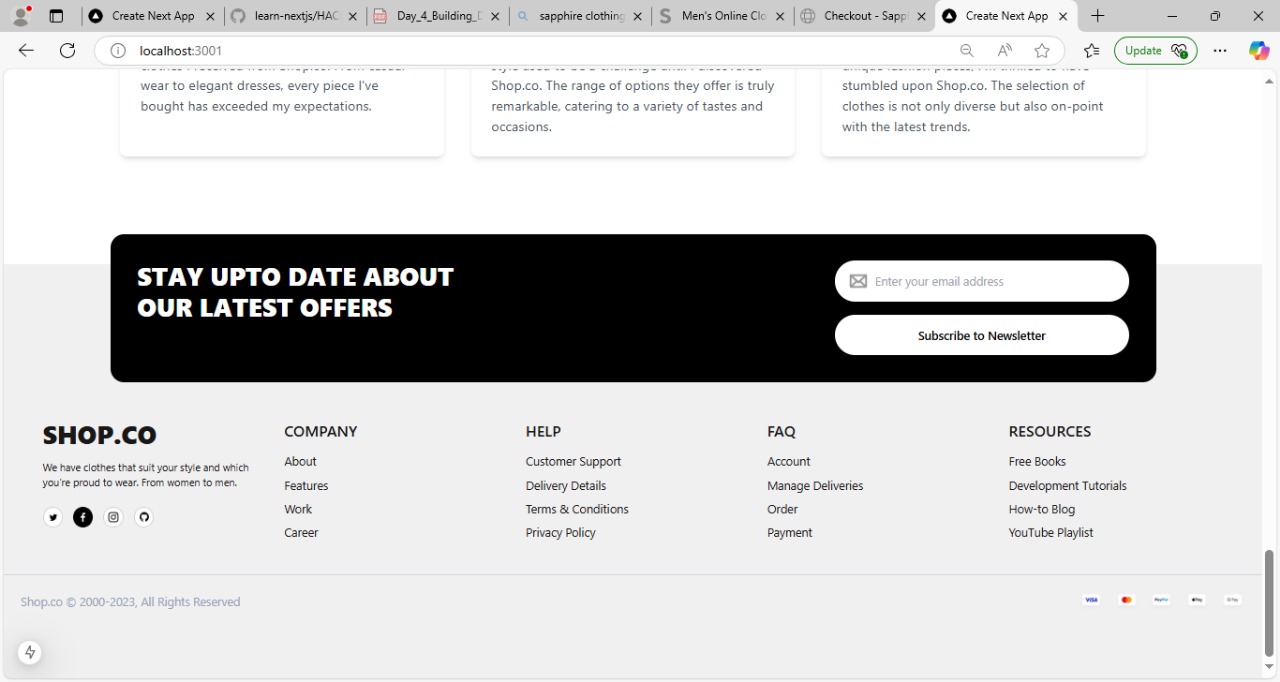 Create Next App
learn-nextjs/HAC
Day_4_Building_D
sapphire clothing
Men's Online Clo
Checkout - Sapp
Create Next App
localhost:3001
Update
wear to elegant dresses, every piece I've
bought has exceeded my expectations.
Shop.co. The range of options they offer is truly
remarkable, catering to a variety of tastes and
occasions.
stumbled upon Shop.co. The selection of
clothes is not only diverse but also on-point
with the latest trends.
STAY UPTO DATE ABOUT
OUR LATEST OFFERS
Enter your email address
Subscribe to Newsletter
SHOP.CO
We have clothes that suit your style and which
you're proud to wear. From women to men.
COMPANY
About
Features
Work
Career
HELP
Customer Support
Delivery Details
Terms & Conditions
Privacy Policy
FAQ
Account
Manage Deliveries
Order
Payment
RESOURCES
Free Books
Development Tutorials
How-to Blog
YouTube Playlist
Shop.co © 2000-2023, All Rights Reserved
VISA
PayPal
Pay
G Pay